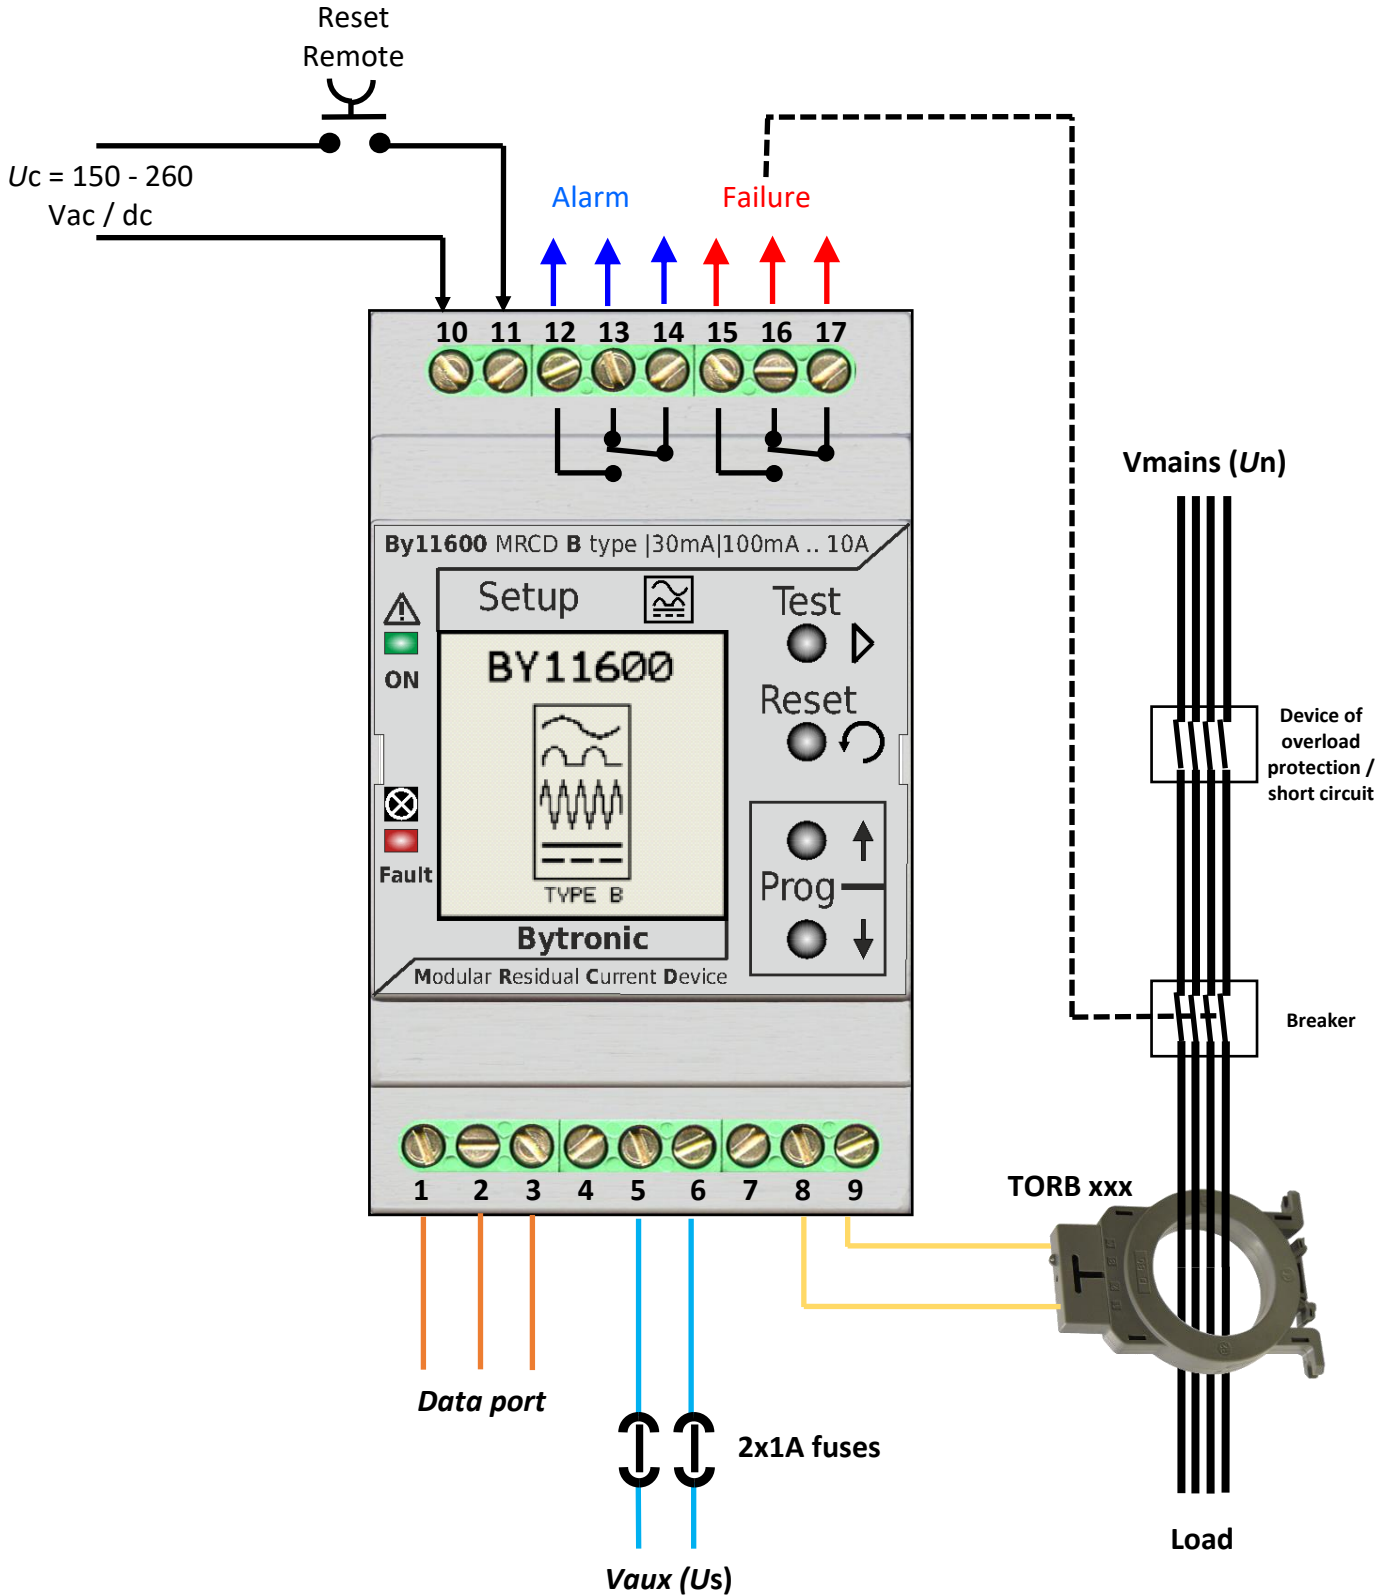 Reset
Remote
Uc = 150 - 260
Vac / dc
Alarm
Failure
10 11 12 13 14 15 16 17
Vmains (Un)
By11600 MRCD B type |30mA|100mA .. 10A
Setup
Test
ON
BY11600
Reset
Device of
overload
protection /
short circuit
Fault
TYPE B
Prog
Bytronic
Modular Residual Current Device
Breaker
1 2 3 4 5 6 7 8 9
TORB xxx
Data port
2x1A fuses
Load
Vaux (Us)